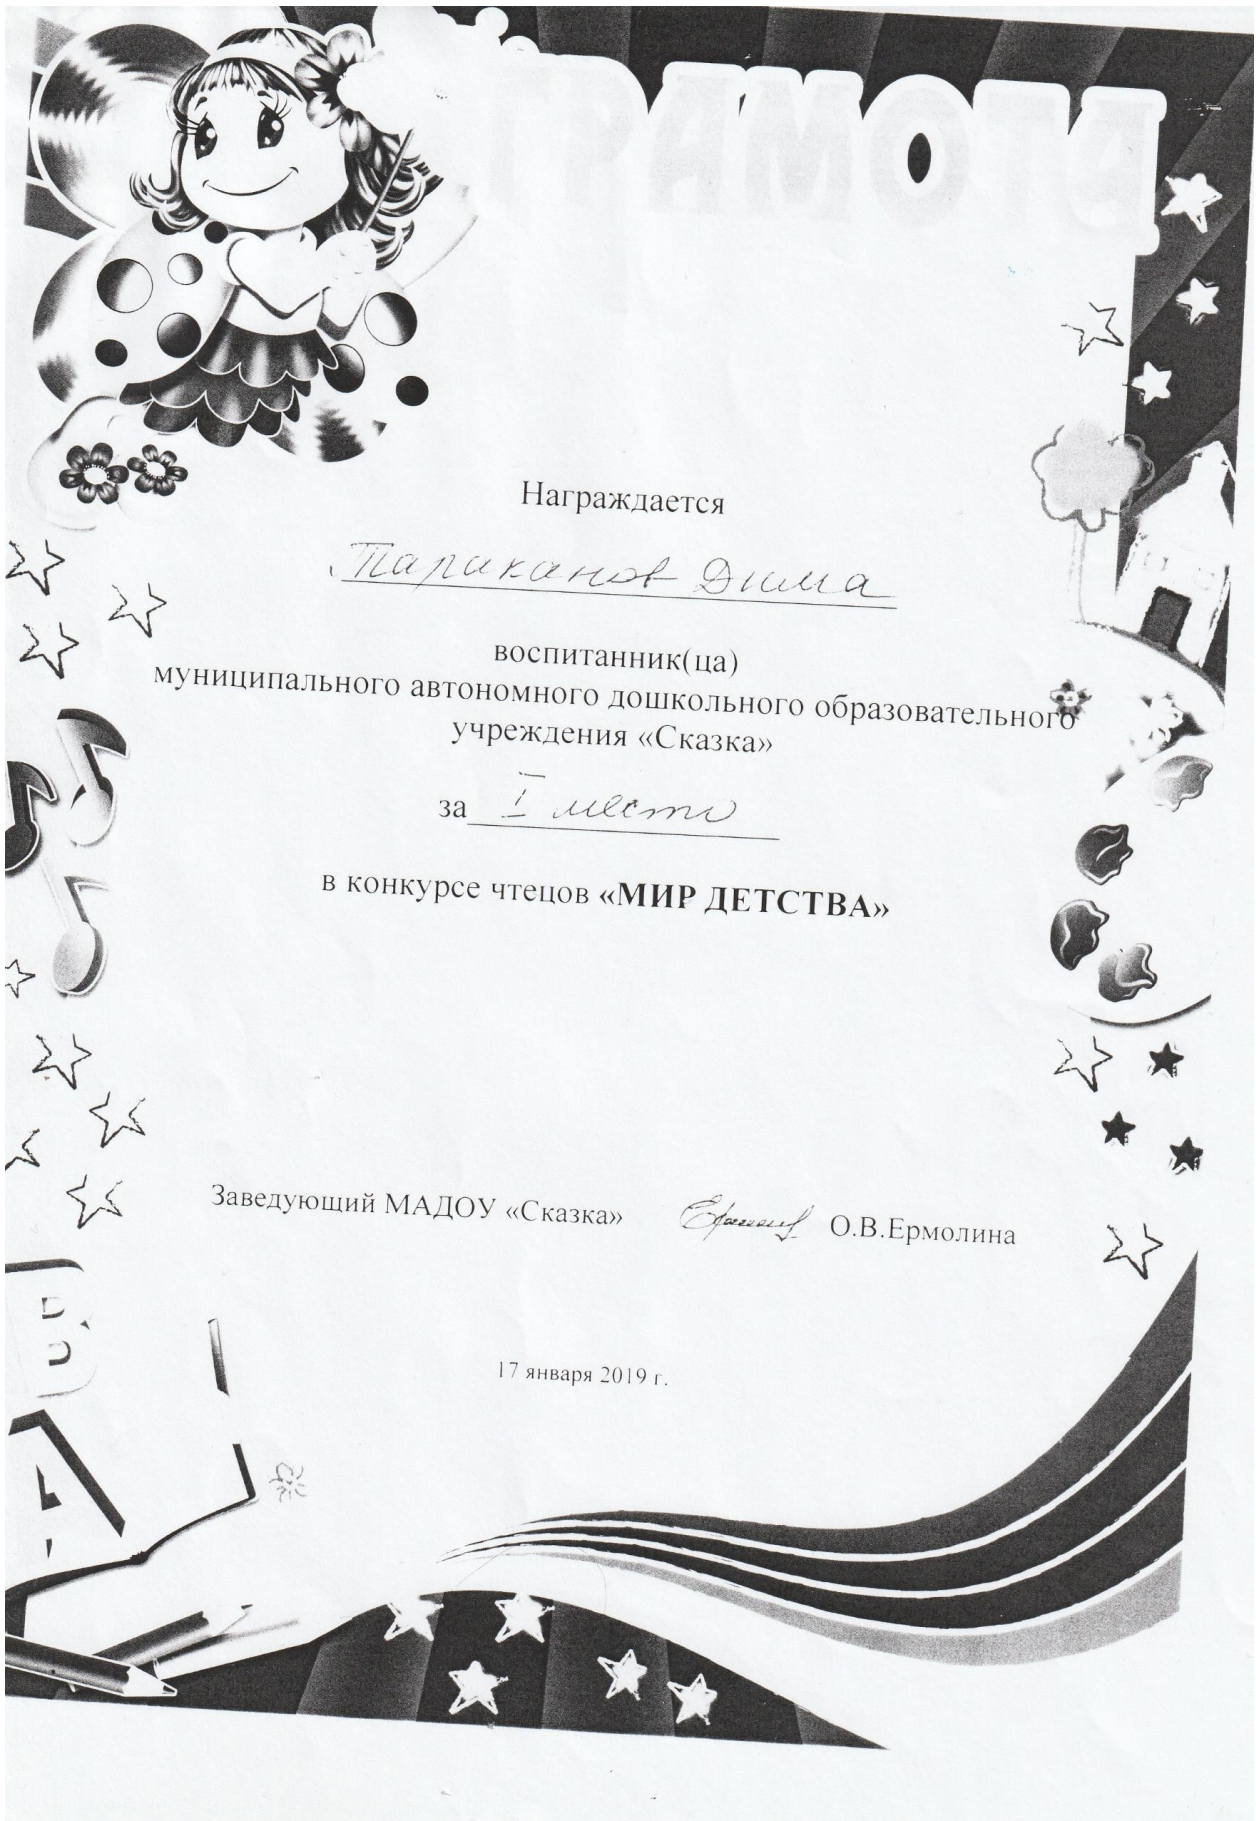 ГРАМОТА
Награждается
Тараканов Дима
воспитанник(ца)
муниципального автономного дошкольного образовательного
учреждения «Сказка»
за I место
в конкурсе чтецов «МИР ДЕТСТВА»
Заведующий МАДОУ «Сказка» О.В.Ермолина
17 января 2019 г.
В
А